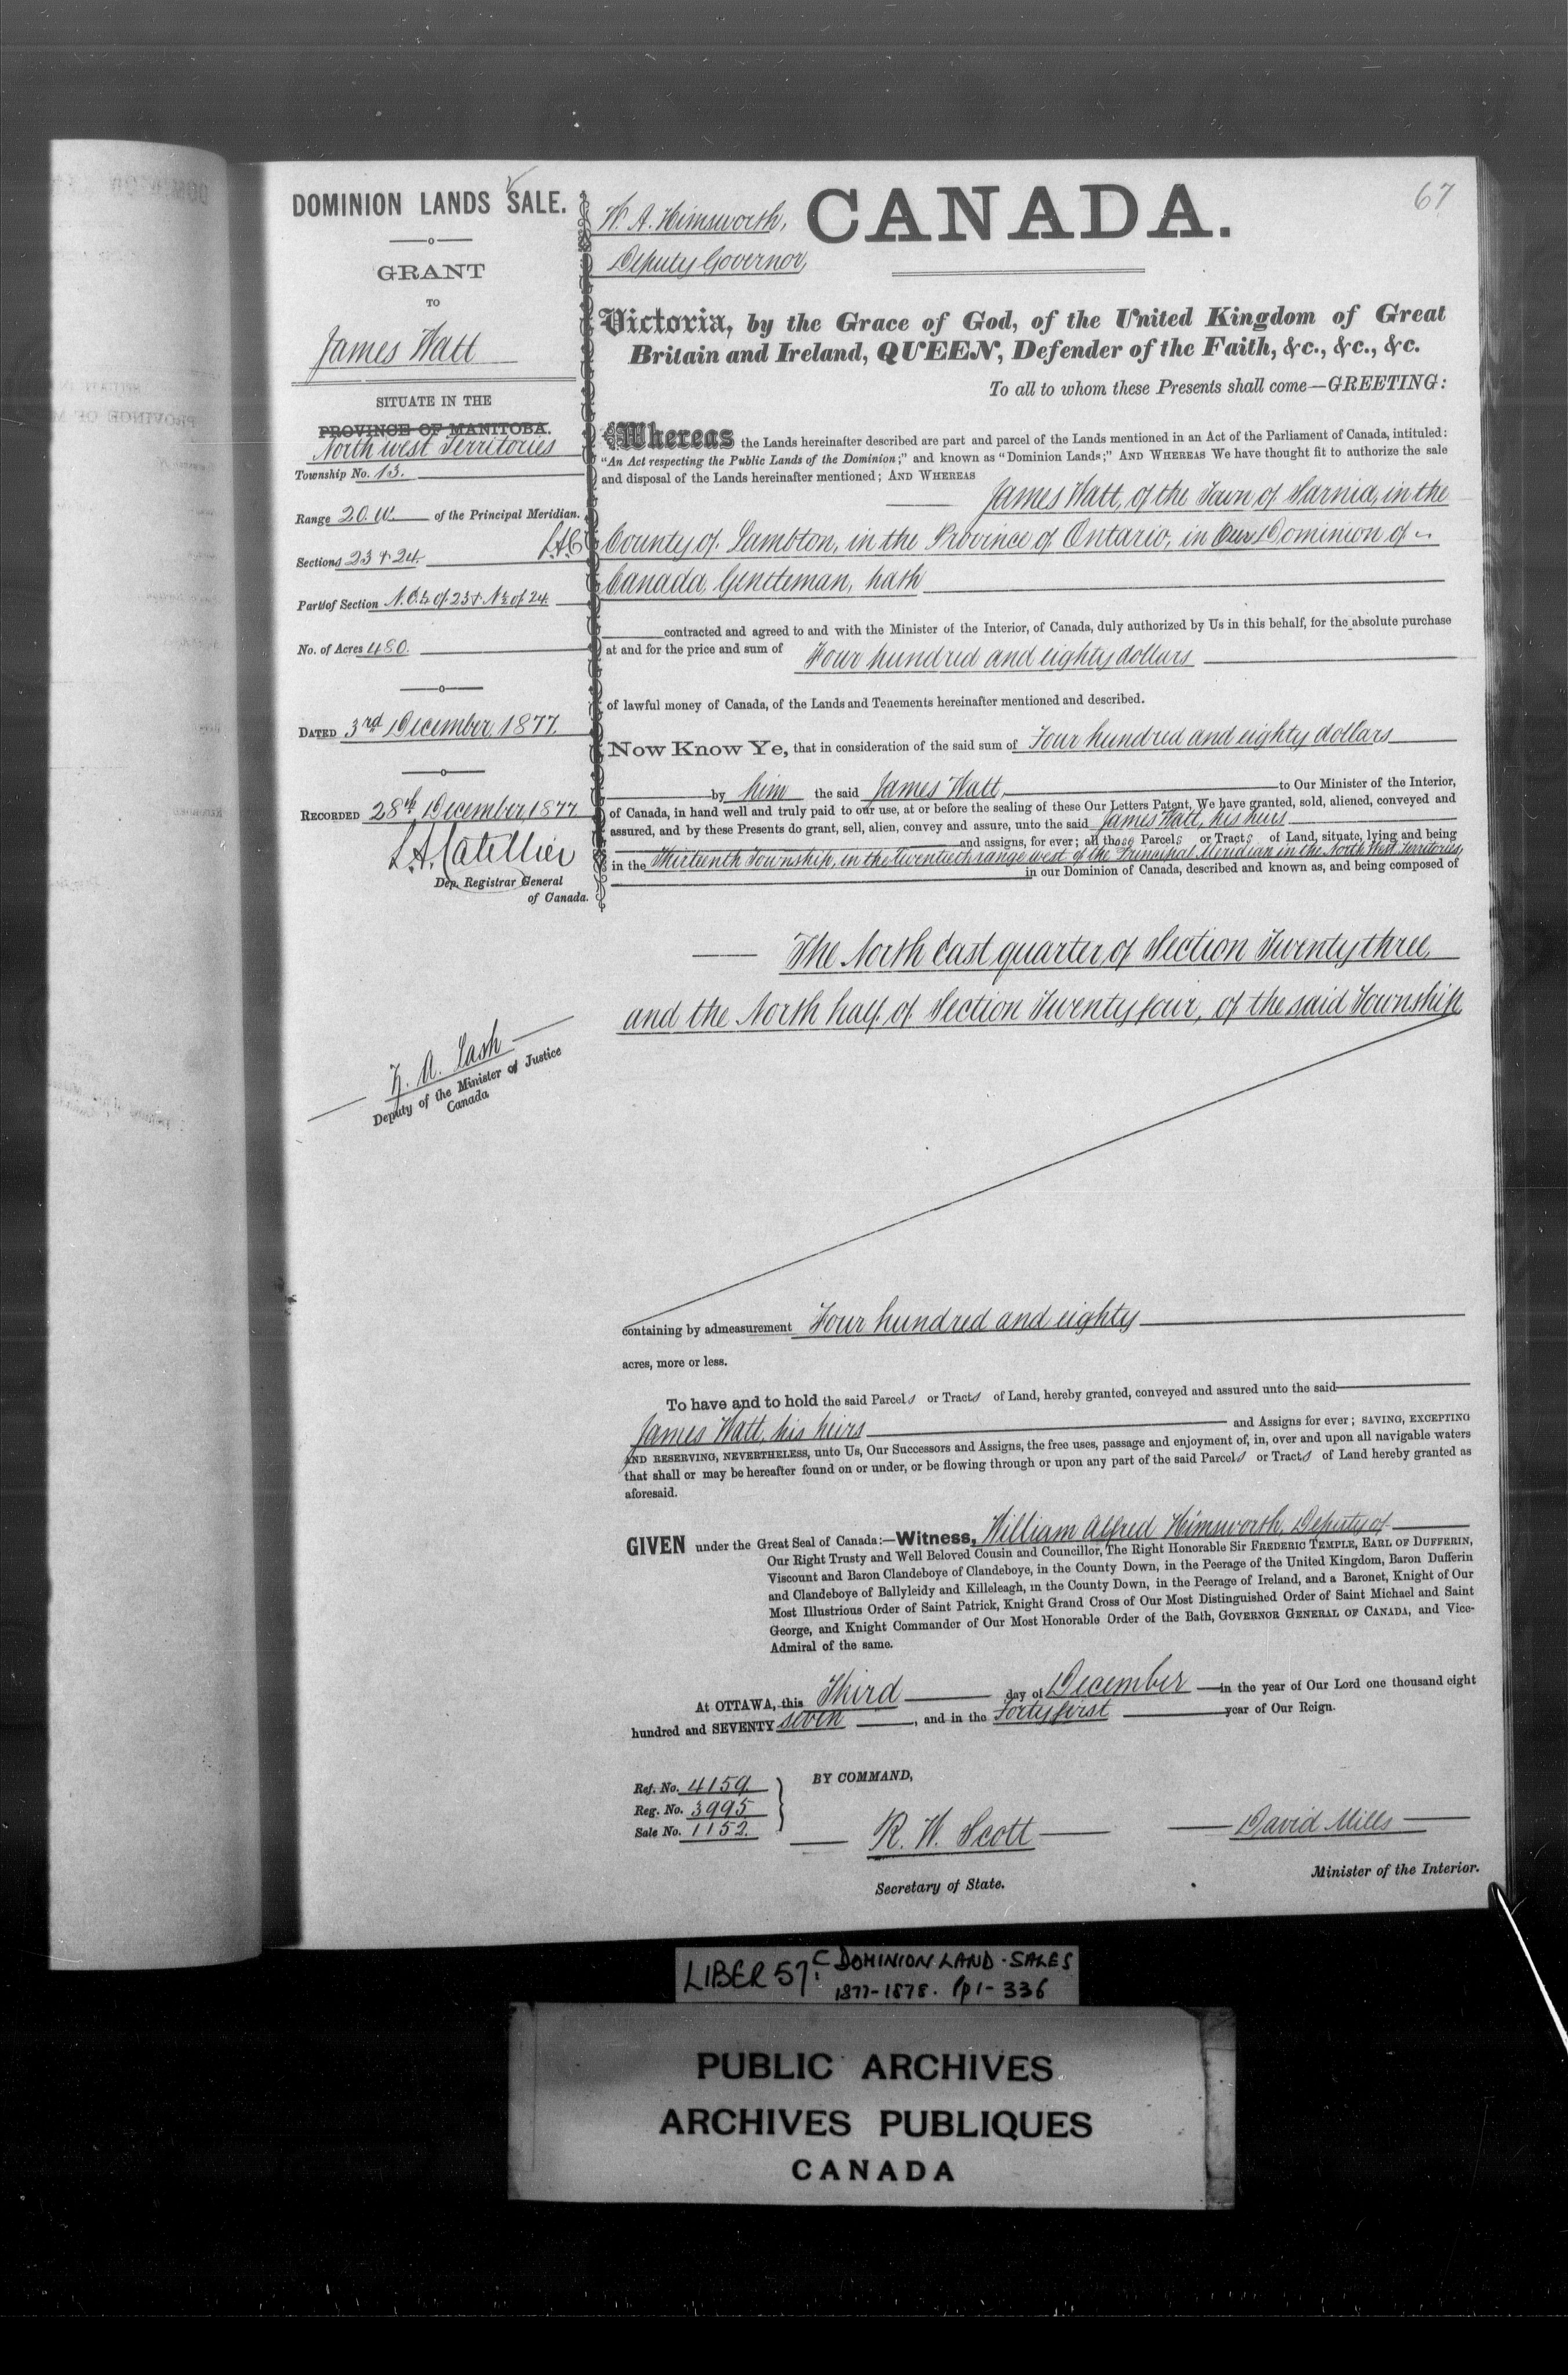 67
DOMINION LANDS SALE.
GRANT
TO
James Watt
SITUATE IN THE
PROVINCE OF MANITOBA.
North West Territories
Township No. 13.
Range 20. W. of the Principal Meridian.
L.A.C
Sections 23 & 24.
Part of Section N.E.¼ of 23 & N½ of 24.
No. of Acres 480.
DATED 3rd December, 1877.
RECORDED 28th December 1877
L.A. Catellier
Dep. Registrar General
of Canada.
Z. A. Lash
Deputy of the Minister of Justice
Canada
W. A. Himsworth,
Deputy Governor,
CANADA.
Victoria, by the Grace of God, of the United Kingdom of Great
Britain and Ireland, QUEEN, Defender of the Faith, &c., &c., &c.
To all to whom these Presents shall come—GREETING:
Whereas the Lands hereinafter described are part and parcel of the Lands mentioned in an Act of the Parliament of Canada, intituled:
"An Act respecting the Public Lands of the Dominion;" and known as "Dominion Lands;" AND WHEREAS We have thought fit to authorize the sale
and disposal of the Lands hereinafter mentioned; AND WHEREAS
James Watt, of the Town of Sarnia, in the
County of Lambton, in the Province of Ontario, in Our Dominion of
Canada, Gentleman, hath
contracted and agreed to and with the Minister of the Interior, of Canada, duly authorized by Us in this behalf, for the absolute purchase
at and for the price and sum of Four hundred and eighty dollars
of lawful money of Canada, of the Lands and Tenements hereinafter mentioned and described.
Now Know Ye, that in consideration of the said sum of Four hundred and eighty dollars
by him the said James Watt, to Our Minister of the Interior,
of Canada, in hand well and truly paid to our use, at or before the sealing of these Our Letters Patent, We have granted, sold, aliened, conveyed and
assured, and by these Presents do grant, sell, alien, convey and assure, unto the said James Watt, his heirs
and assigns, for ever; all those Parcels or Tracts of Land, situate, lying and being
in the Thirteenth Township, in the twentieth range west of the Principal Meridian in the North West Territories,
in our Dominion of Canada, described and known as, and being composed of
The North East quarter of Section Twenty three,
and the North half of Section Twenty four, of the said Township
containing by admeasurement Four hundred and eighty
acres, more or less.
To have and to hold the said Parcels or Tracts of Land, hereby granted, conveyed and assured unto the said
James Watt, his heirs and Assigns for ever; SAVING, EXCEPTING
AND RESERVING, NEVERTHELESS, unto Us, Our Successors and Assigns, the free uses, passage and enjoyment of, in, over and upon all navigable waters
that shall or may be hereafter found on or under, or be flowing through or upon any part of the said Parcels or Tracts of Land hereby granted as
aforesaid.
GIVEN under the Great Seal of Canada:—Witness, William Alfred Himsworth, Deputy of
Our Right Trusty and Well Beloved Cousin and Councillor, The Right Honorable Sir FREDERIC TEMPLE, EARL OF DUFFERIN,
Viscount and Baron Clandeboye of Clandeboye, in the County Down, in the Peerage of the United Kingdom, Baron Dufferin
and Clandeboye of Ballyleidy and Killeleagh, in the County Down, in the Peerage of Ireland, and a Baronet, Knight of Our
Most Illustrious Order of Saint Patrick, Knight Grand Cross of Our Most Distinguished Order of Saint Michael and Saint
George, and Knight Commander of Our Most Honorable Order of the Bath, GOVERNOR GENERAL OF CANADA, and Vice-
Admiral of the same.
At OTTAWA, this Third day of December in the year of Our Lord one thousand eight
hundred and SEVENTY seven, and in the Forty first year of Our Reign.
Ref. No. 4159
Reg. No. 3995
Sale No. 1152.
BY COMMAND,
R. W. Scott
Secretary of State.
David Mills
Minister of the Interior.
LIBER 57C DOMINION LAND·SALES
1877-1878. pp 1-336
PUBLIC ARCHIVES
ARCHIVES PUBLIQUES
CANADA